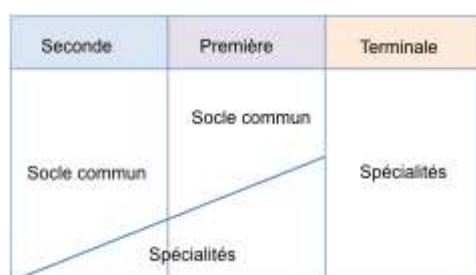 Seconde Première Terminale
Socle commun
Socle commun Spécialités
Spécialités